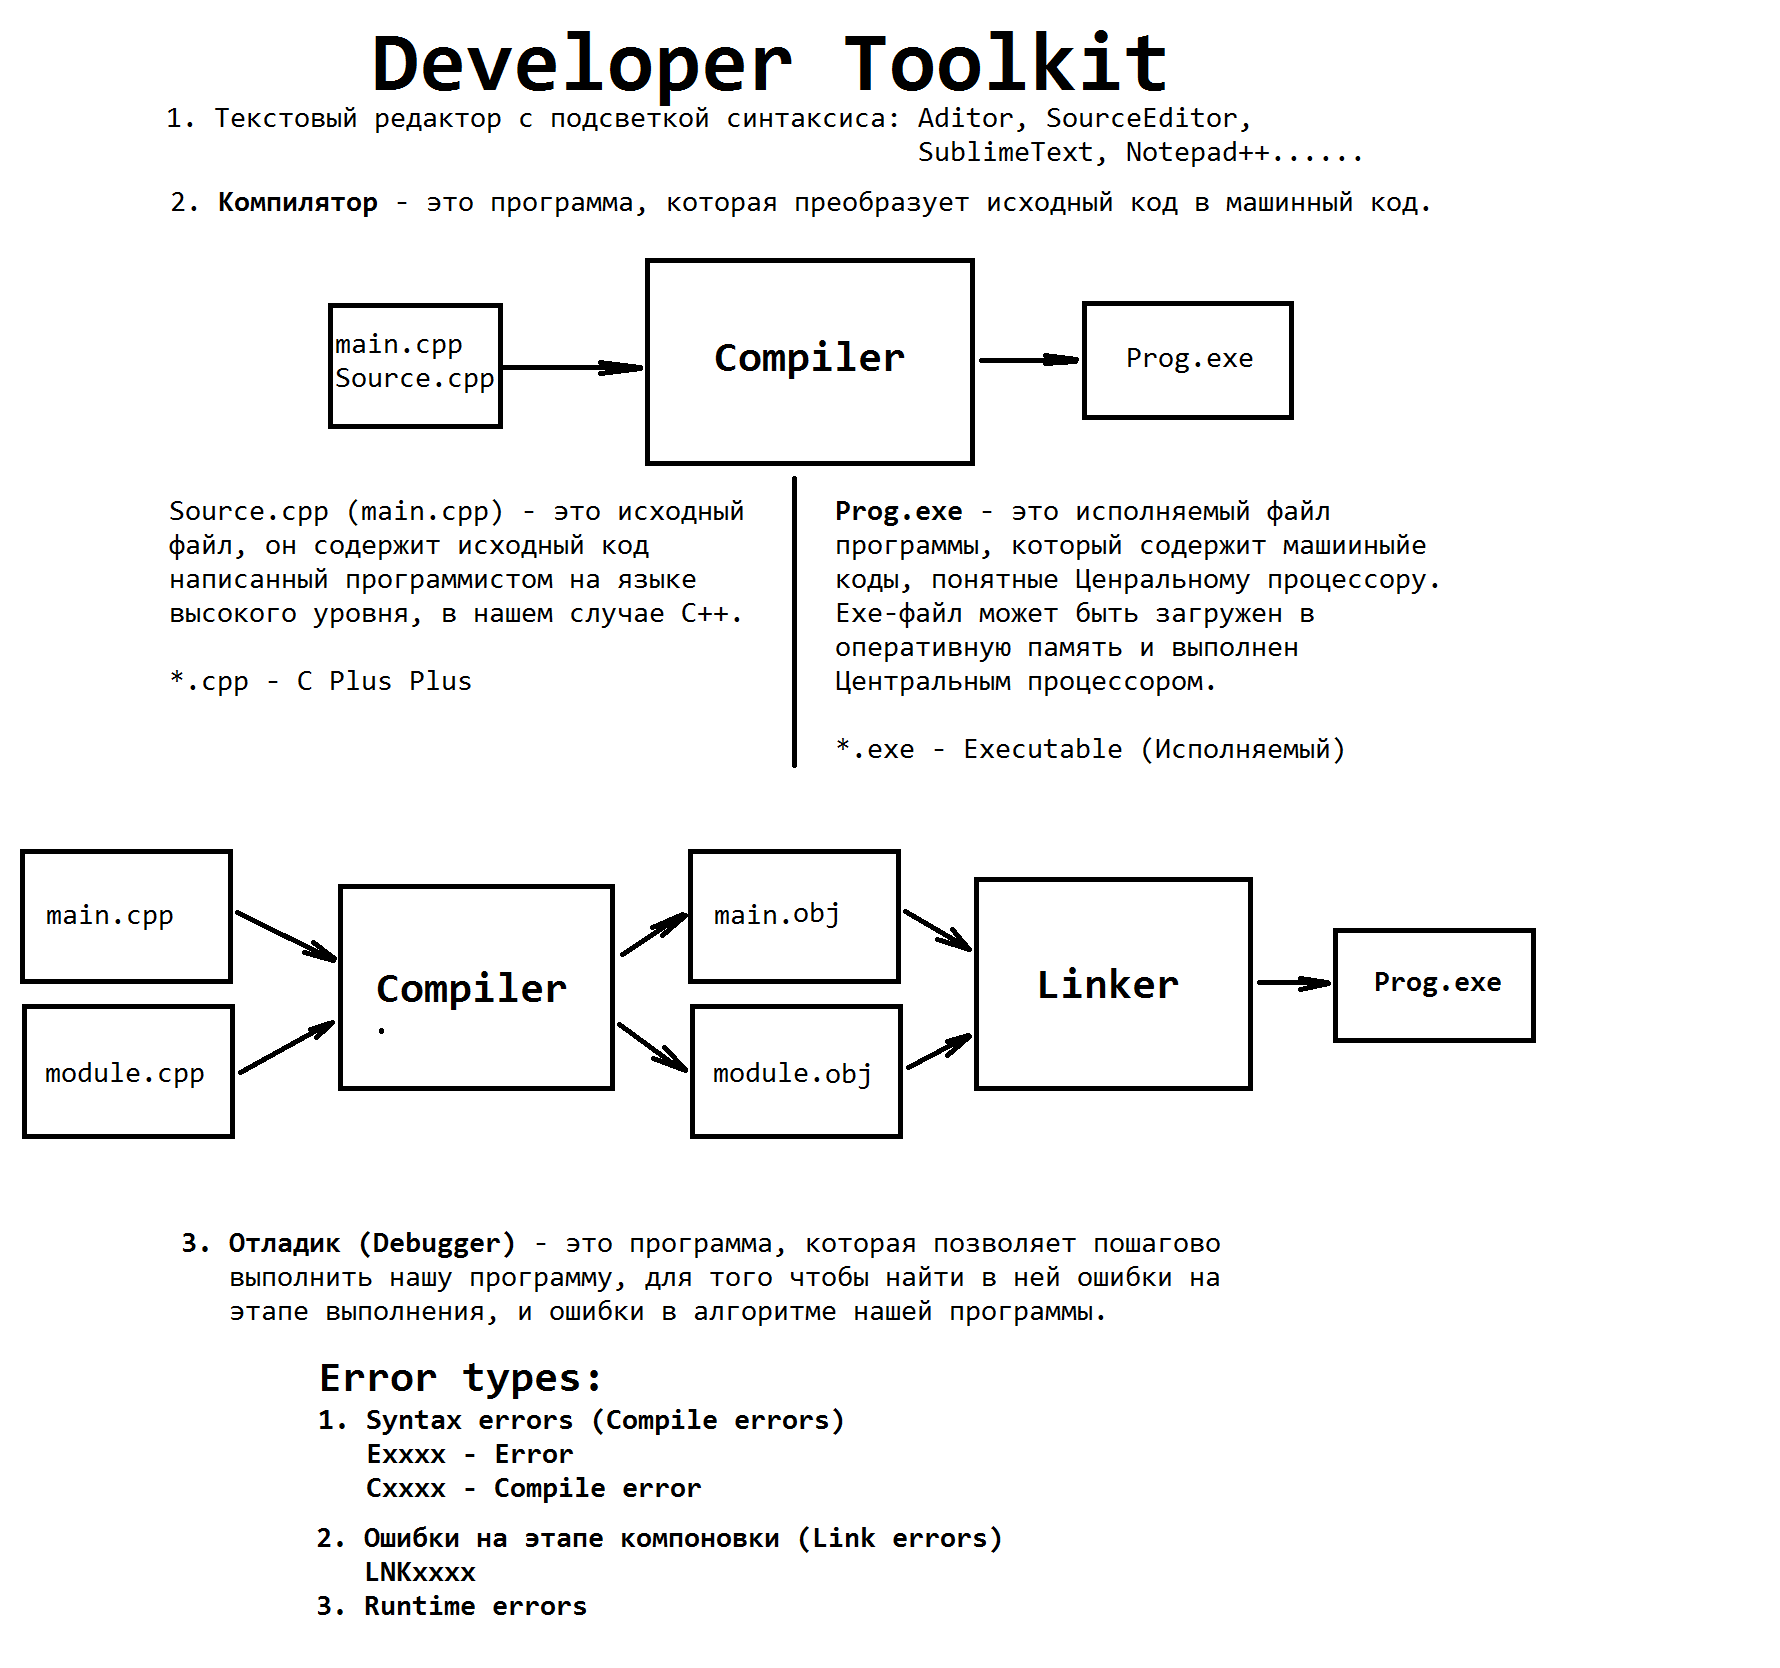 Developer Toolkit
1. Текстовый редактор с подсветкой синтаксиса: Aditor, SourceEditor,
SublimeText, Notepad++......
2. Компилятор - это программа, которая преобразует исходный код в машинный код.
main.cpp
Source.cpp
Compiler
Prog.exe
Source.cpp (main.cpp) - это исходный
файл, он содержит исходный код
написанный программистом на языке
высокого уровня, в нашем случае C++.
*.cpp - C Plus Plus
Prog.exe - это исполняемый файл
программы, который содержит машииныйе
коды, понятные Ценральному процессору.
Exe-файл может быть загружен в
оперативную память и выполнен
Центральным процессором.
*.exe - Executable (Исполняемый)
main.cpp
module.cpp
Compiler
.
main.obj
module.obj
Linker
Prog.exe
3. Отладик (Debugger) - это программа, которая позволяет пошагово
выполнить нашу программу, для того чтобы найти в ней ошибки на
этапе выполнения, и ошибки в алгоритме нашей программы.
Error types:
1. Syntax errors (Compile errors)
Exxxx - Error
Cxxxx - Compile error
2. Ошибки на этапе компоновки (Link errors)
LNKxxxx
3. Runtime errors